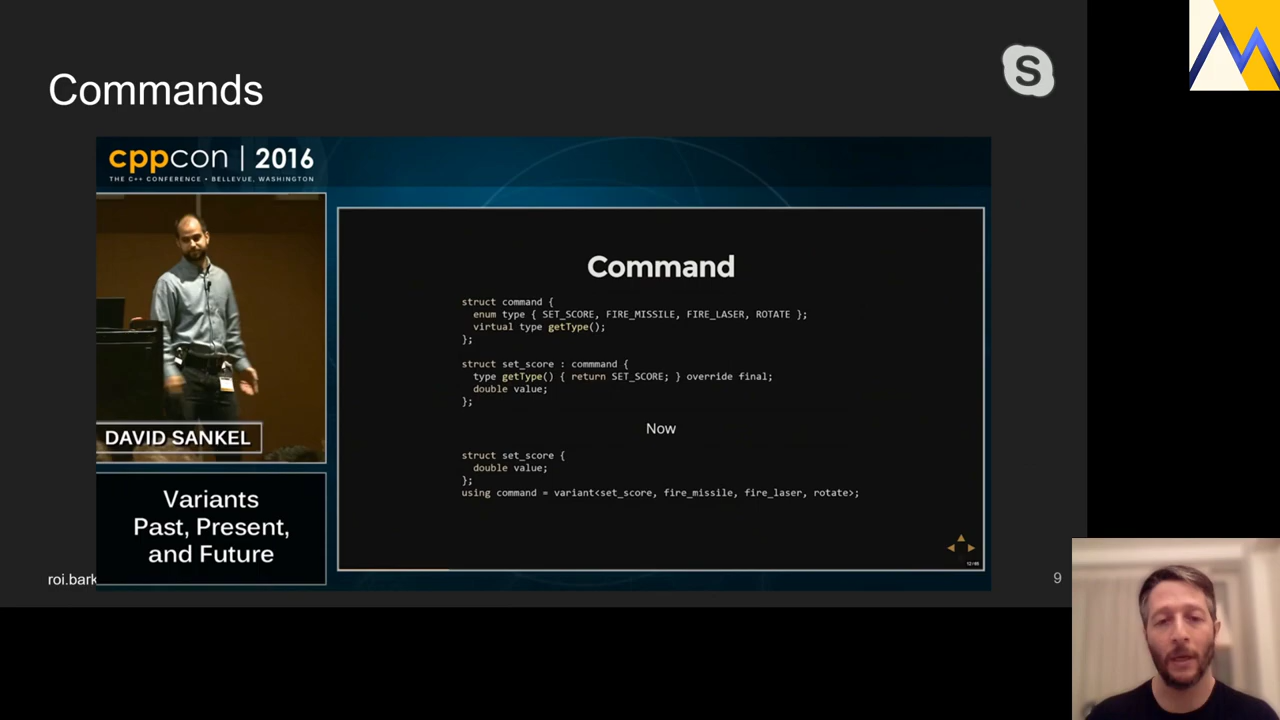 Commands
S
cppcon | 2016
THE C++ CONFERENCE • BELLEVUE, WASHINGTON
DAVID SANKEL
Variants
Past, Present,
and Future
Command
struct command {
enum type { SET_SCORE, FIRE_MISSILE, FIRE_LASER, ROTATE };
virtual type getType();
};
struct set_score : commmand {
type getType() { return SET_SCORE; } override final;
double value;
};
Now
struct set_score {
double value;
};
using command = variant<set_score, fire_missile, fire_laser, rotate>;
roi.bark
9